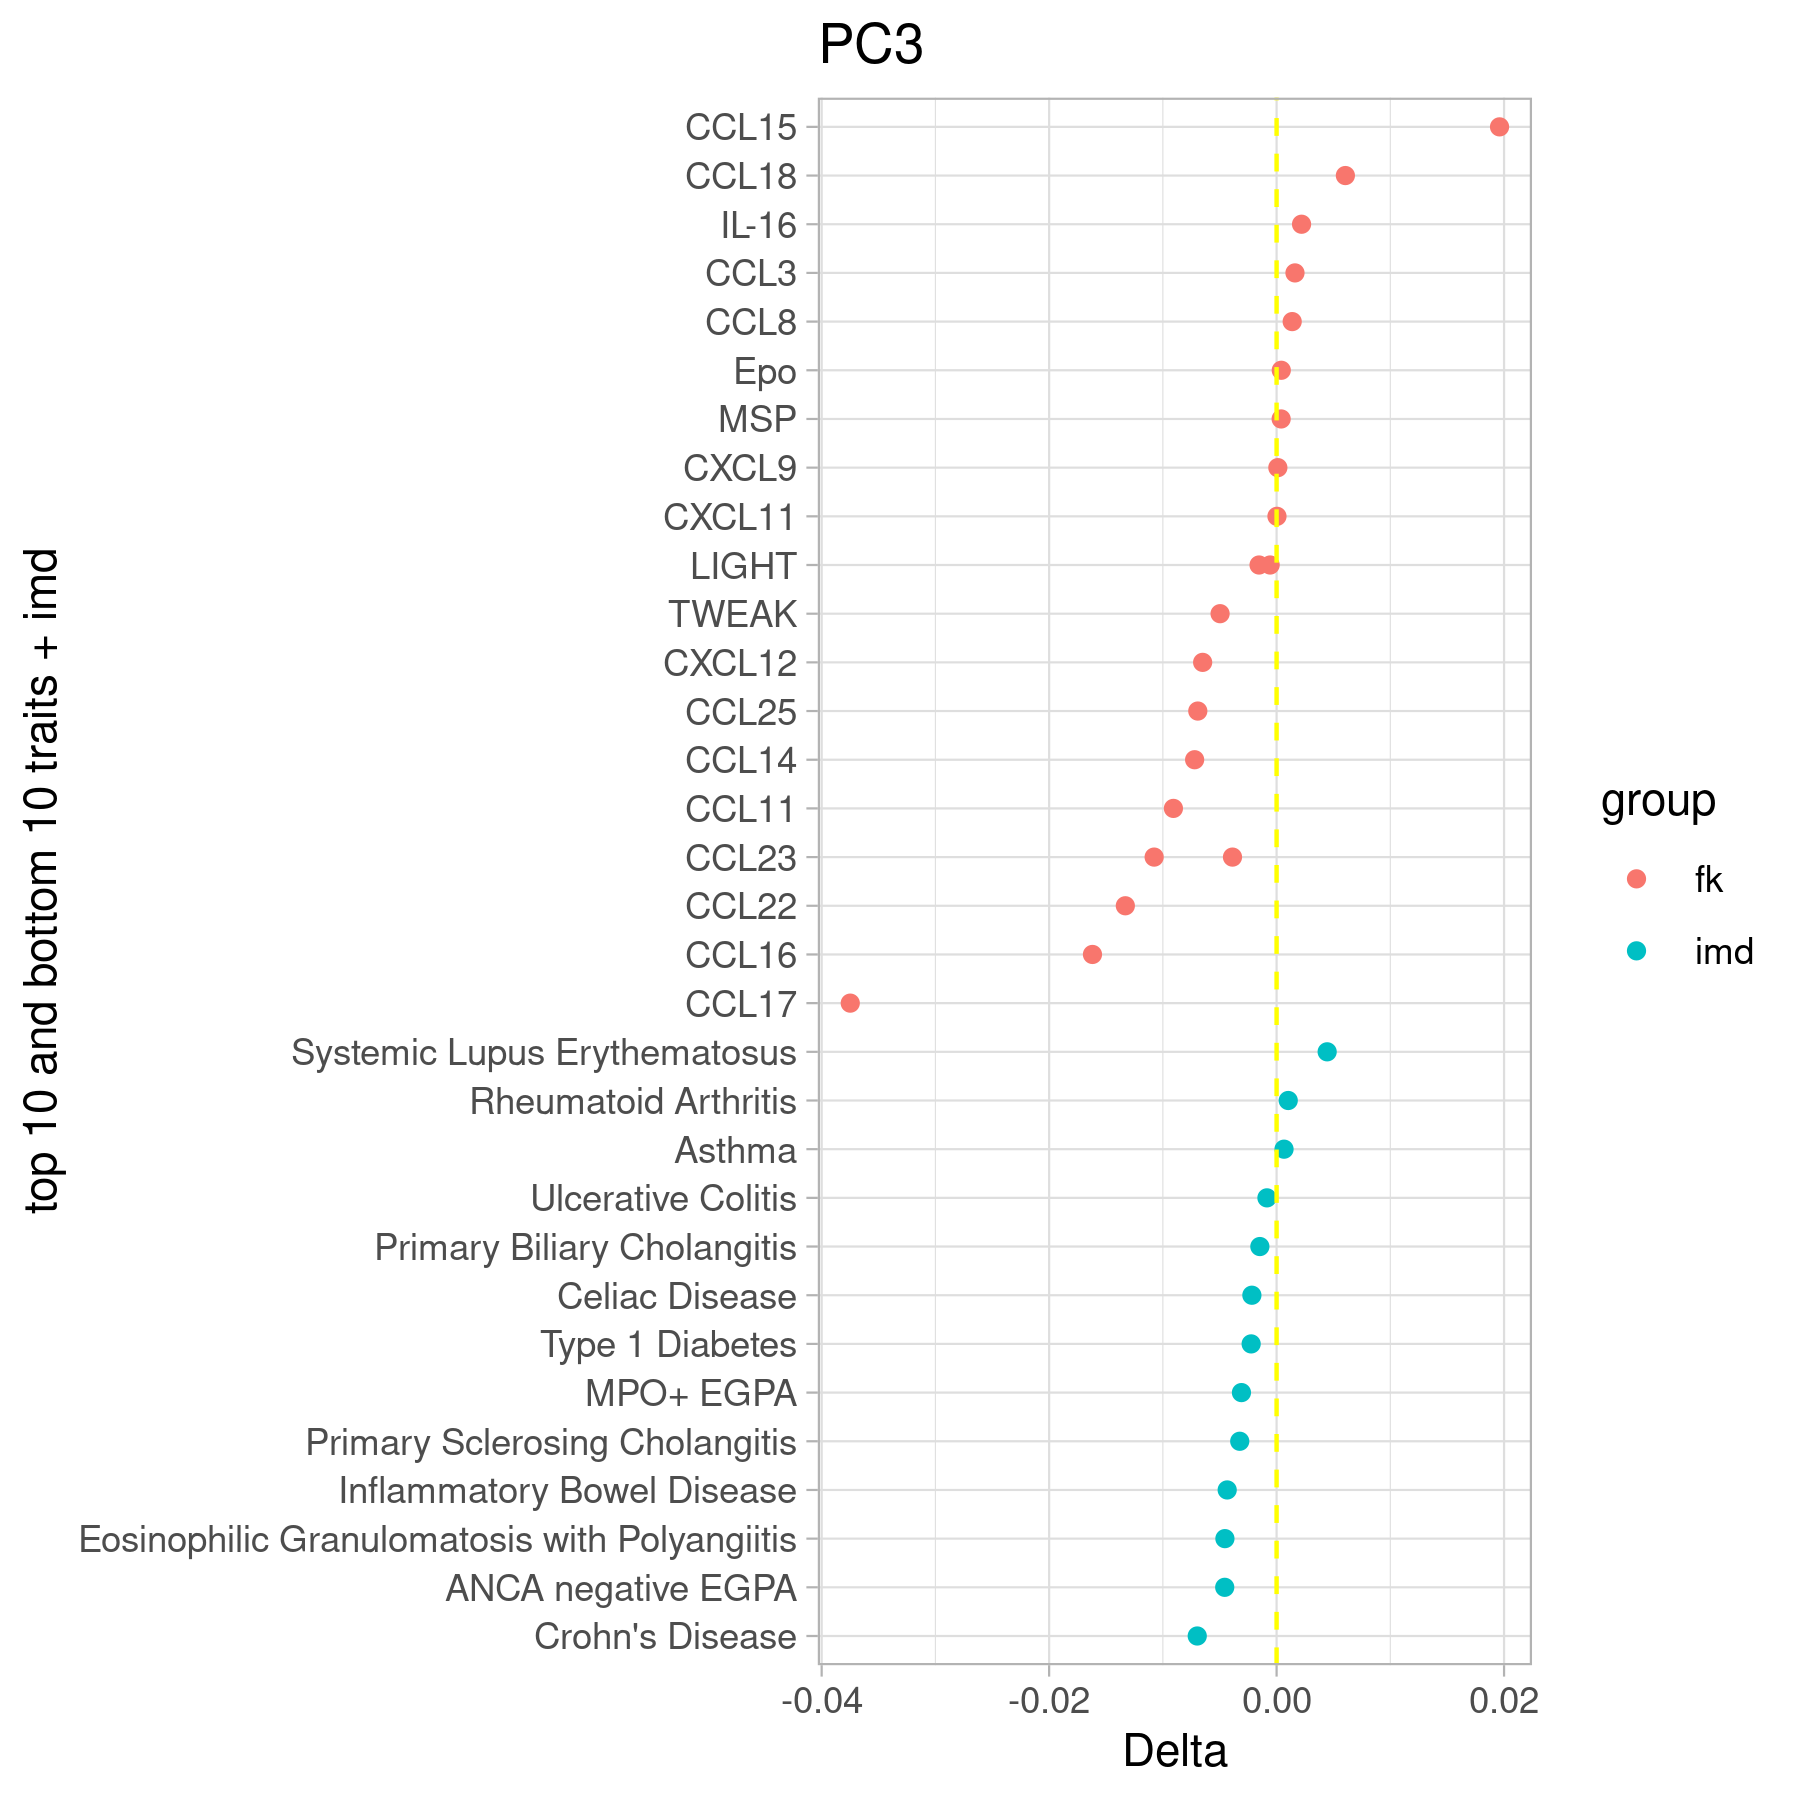 PC3
top 10 and bottom 10 traits + imd
CCL15
CCL18
IL-16
CCL3
CCL8
Epo
MSP
CXCL9
CXCL11
LIGHT
TWEAK
CXCL12
CCL25
CCL14
CCL11
CCL23
CCL22
CCL16
CCL17
Systemic Lupus Erythematosus
Rheumatoid Arthritis
Asthma
Ulcerative Colitis
Primary Biliary Cholangitis
Celiac Disease
Type 1 Diabetes
MPO+ EGPA
Primary Sclerosing Cholangitis
Inflammatory Bowel Disease
Eosinophilic Granulomatosis with Polyangiitis
ANCA negative EGPA
Crohn's Disease
-0.04 -0.02 0.00 0.02
Delta
group
fk
imd